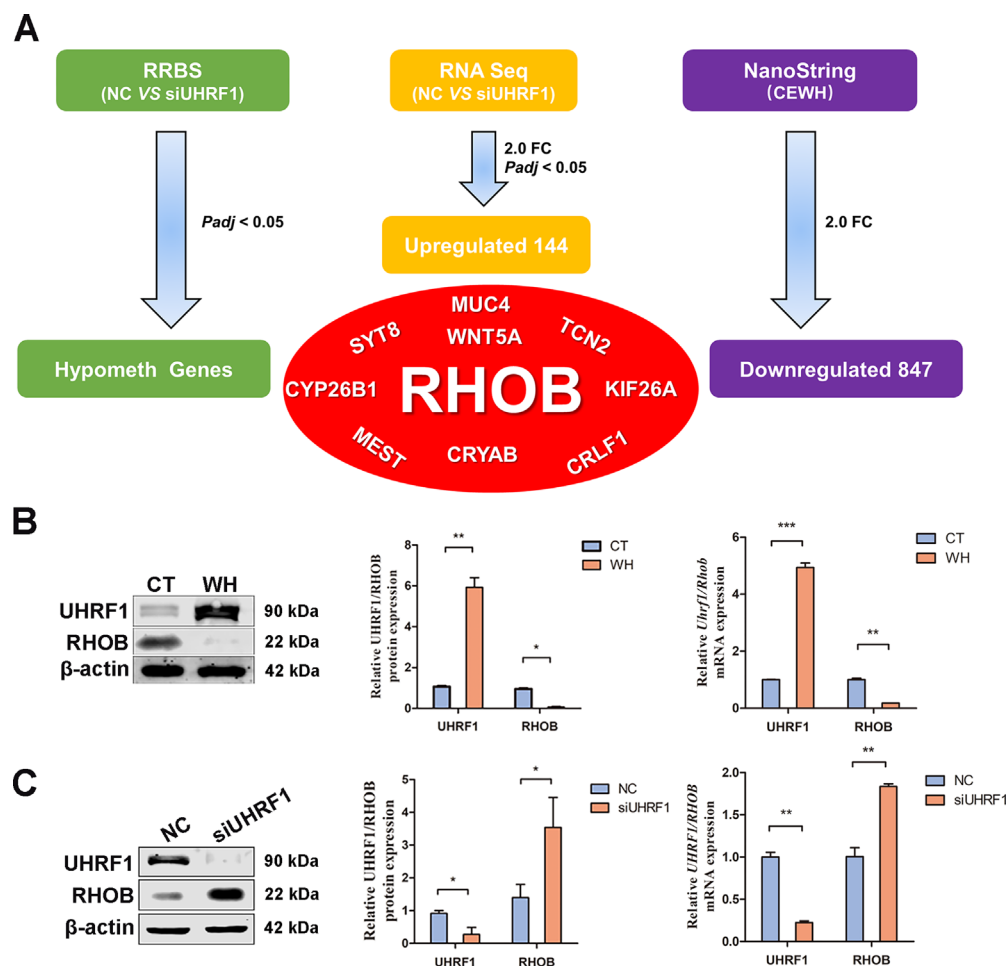 A
RRBS
(NC VS siUHRF1)
RNA Seq
(NC VS siUHRF1)
NanoString
(CEWH)
2.0 FC
Padj < 0.05
Padj < 0.05
2.0 FC
Upregulated 144
Hypometh Genes
Downregulated 847
MUC4
SYT8
WNT5A
TCN2
CYP26B1
RHOB
KIF26A
MEST
CRYAB
CRLF1
B
CT WH
UHRF1 90 kDa
RHOB 22 kDa
β-actin 42 kDa
Relative UHRF1/RHOB
protein expression
8
6
4
2
0
**
*
UHRF1 RHOB
CT
WH
Relative Uhrf1/Rhob
mRNA expression
6
4
2
0
***
**
UHRF1 RHOB
CT
WH
C
NC siUHRF1
UHRF1 90 kDa
RHOB 22 kDa
β-actin 42 kDa
Relative UHRF1/RHOB
protein expression
5
4
3
2
1
0
*
*
UHRF1 RHOB
NC
siUHRF1
Relative UHRF1/RHOB
mRNA expression
2.0
1.5
1.0
0.5
0.0
**
**
UHRF1 RHOB
NC
siUHRF1